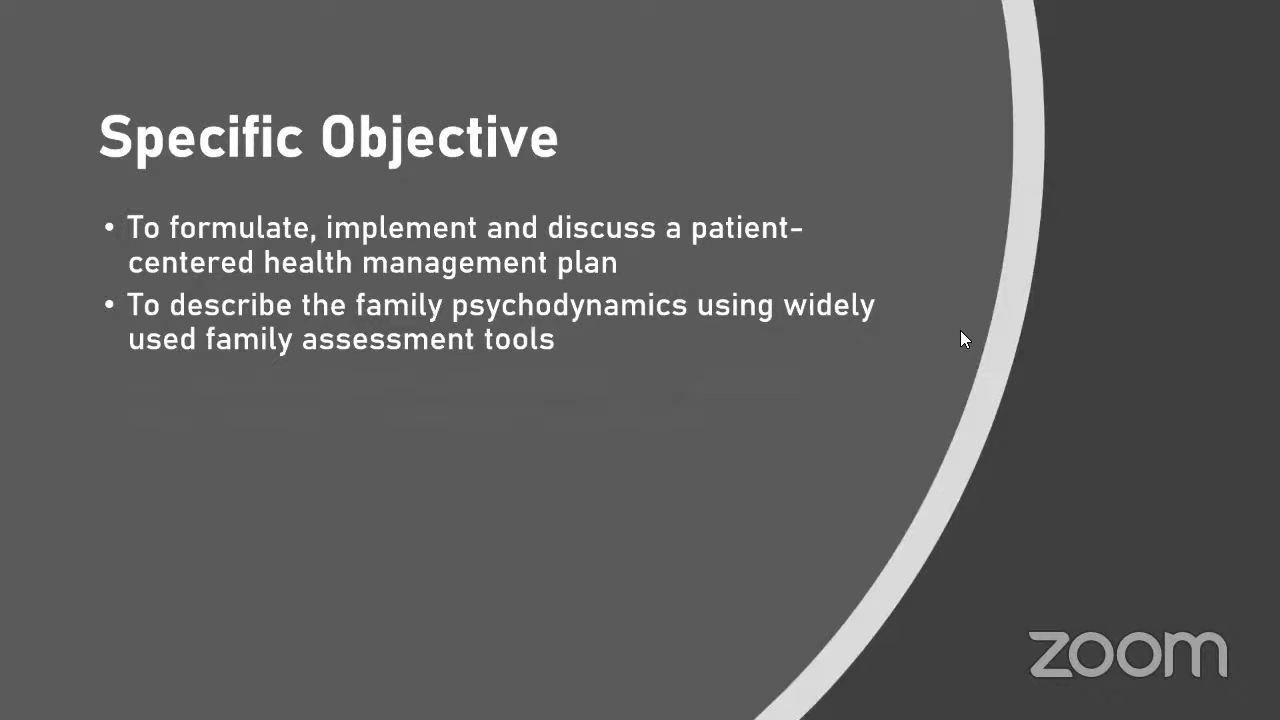 Specific Objective
• To formulate, implement and discuss a patient-
centered health management plan
• To describe the family psychodynamics using widely
used family assessment tools
zoom